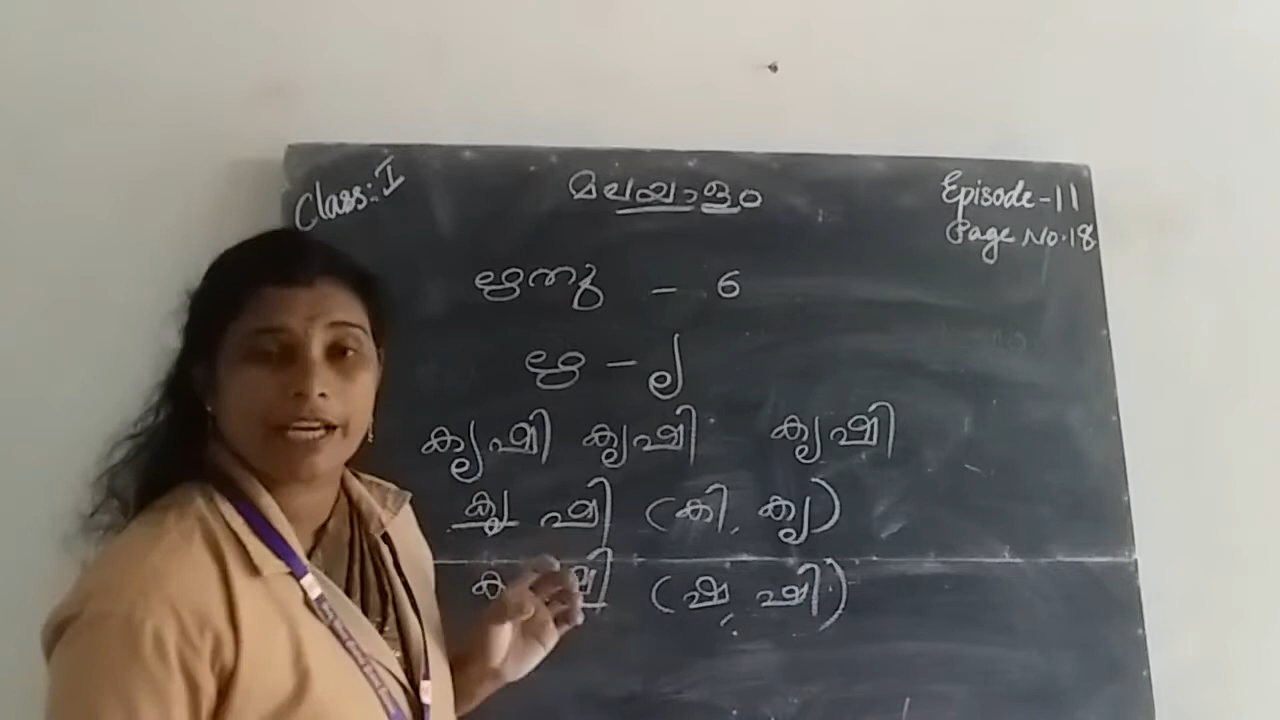 Class: I
മലയാളം
Episode-11
Page No.18
ഋതു - 6
ഋ - ൃ
കൃഷി കൃഷി കൃഷി
കൃ ഷി (കി, കൃ)
ഷി (ഷ, ഷി)